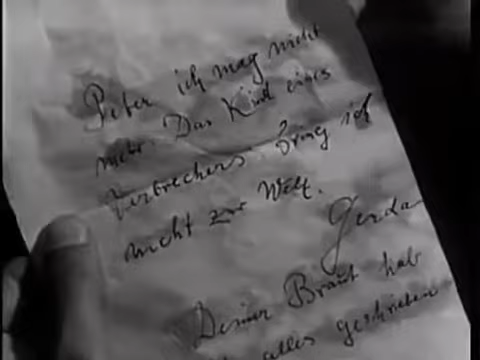 Peter ich mag nicht
mehr. Das Kind eines
Verbrechers bring ich
nicht zur Welt.
Gerda
Deiner Braut hab
alles geschrieben